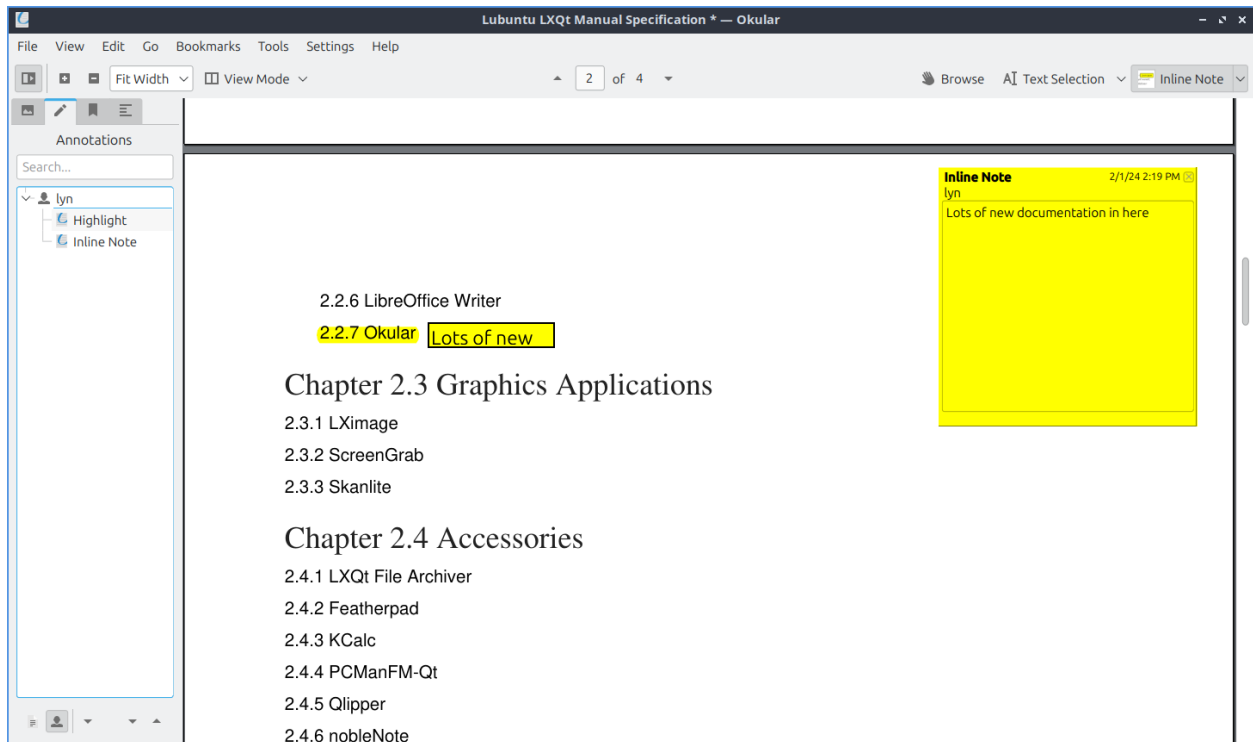 Lubuntu LXQt Manual Specification * — Okular
File View Edit Go Bookmarks Tools Settings Help
Fit Width View Mode 2 of 4 Browse Text Selection Inline Note
Annotations
Search...
lyn
Highlight
Inline Note
Inline Note 2/1/24 2:19 PM
lyn
Lots of new documentation in here
2.2.6 LibreOffice Writer
2.2.7 Okular Lots of new
Chapter 2.3 Graphics Applications
2.3.1 LXimage
2.3.2 ScreenGrab
2.3.3 Skanlite
Chapter 2.4 Accessories
2.4.1 LXQt File Archiver
2.4.2 Featherpad
2.4.3 KCalc
2.4.4 PCManFM-Qt
2.4.5 Qlipper
2.4.6 nobleNote